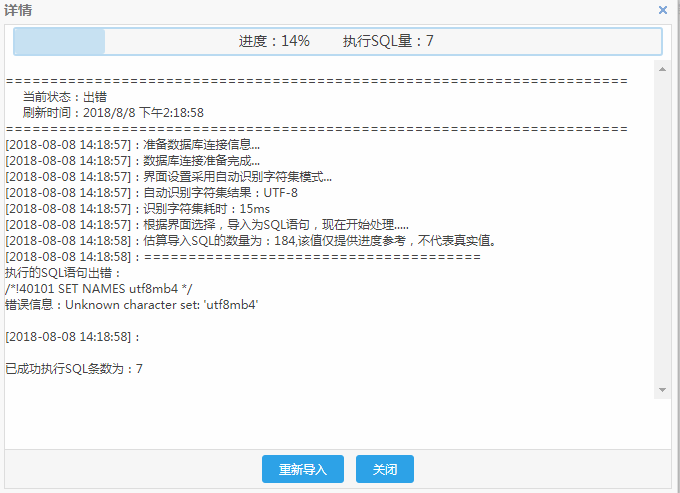 详情
进度：14% 执行SQL量：7
======================================================================
当前状态：出错
刷新时间：2018/8/8 下午2:18:58
======================================================================
[2018-08-08 14:18:57]：准备数据库连接信息...
[2018-08-08 14:18:57]：数据库连接准备完成...
[2018-08-08 14:18:57]：界面设置采用自动识别字符集模式...
[2018-08-08 14:18:57]：自动识别字符集结果：UTF-8
[2018-08-08 14:18:57]：识别字符集耗时：15ms
[2018-08-08 14:18:57]：根据界面选择，导入为SQL语句，现在开始处理.....
[2018-08-08 14:18:58]：估算导入SQL的数量为：184,该值仅提供进度参考，不代表真实值。
[2018-08-08 14:18:58]：======================================
执行的SQL语句出错：
/*!40101 SET NAMES utf8mb4 */
错误信息：Unknown character set: 'utf8mb4'
[2018-08-08 14:18:58]：
已成功执行SQL条数为：7
重新导入 关闭